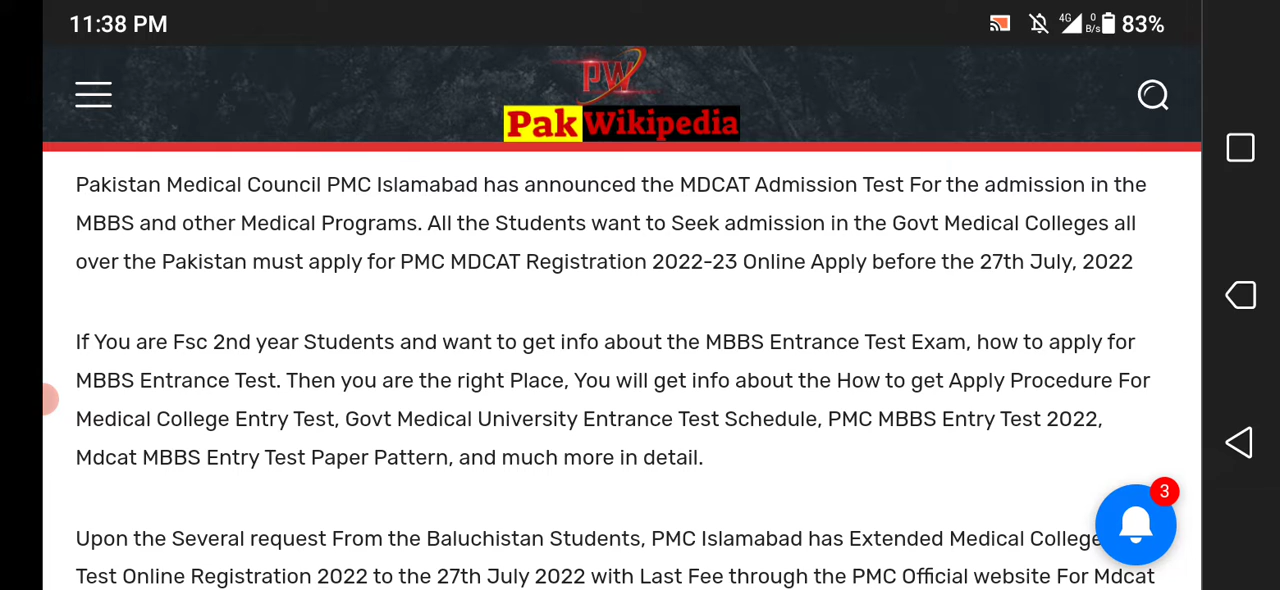 11:38 PM
4G 0 B/s 83%
PW
PakWikipedia
Pakistan Medical Council PMC Islamabad has announced the MDCAT Admission Test For the admission in the
MBBS and other Medical Programs. All the Students want to Seek admission in the Govt Medical Colleges all
over the Pakistan must apply for PMC MDCAT Registration 2022-23 Online Apply before the 27th July, 2022
If You are Fsc 2nd year Students and want to get info about the MBBS Entrance Test Exam, how to apply for
MBBS Entrance Test. Then you are the right Place, You will get info about the How to get Apply Procedure For
Medical College Entry Test, Govt Medical University Entrance Test Schedule, PMC MBBS Entry Test 2022,
Mdcat MBBS Entry Test Paper Pattern, and much more in detail.
3
Upon the Several request From the Baluchistan Students, PMC Islamabad has Extended Medical College
Test Online Registration 2022 to the 27th July 2022 with Last Fee through the PMC Official website For Mdcat